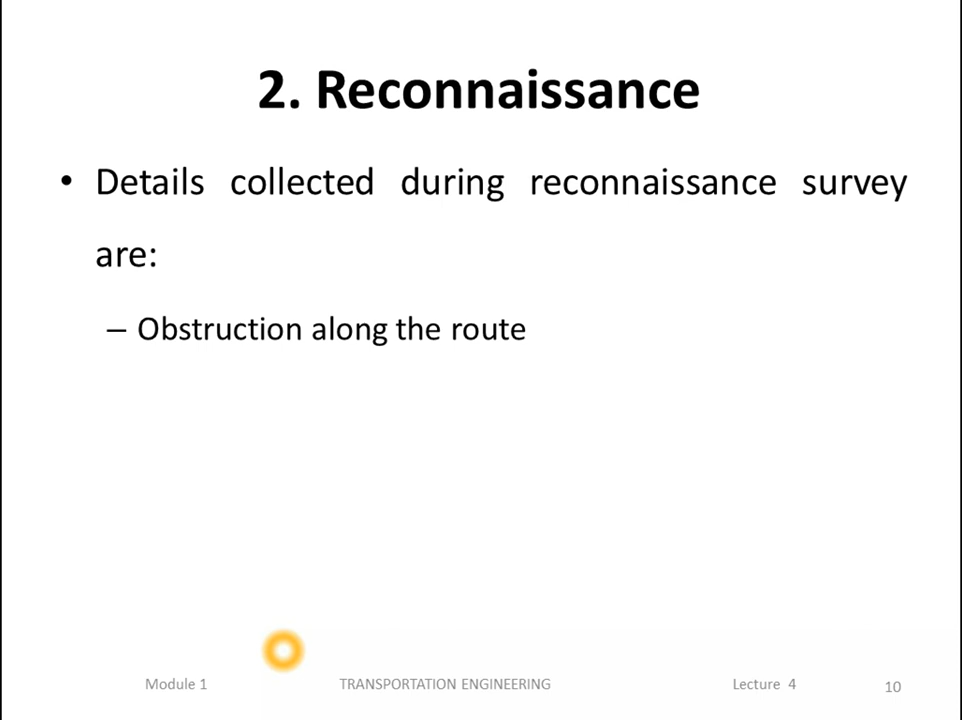 2. Reconnaissance
• Details collected during reconnaissance survey
are:
– Obstruction along the route
Module 1 TRANSPORTATION ENGINEERING Lecture 4 10